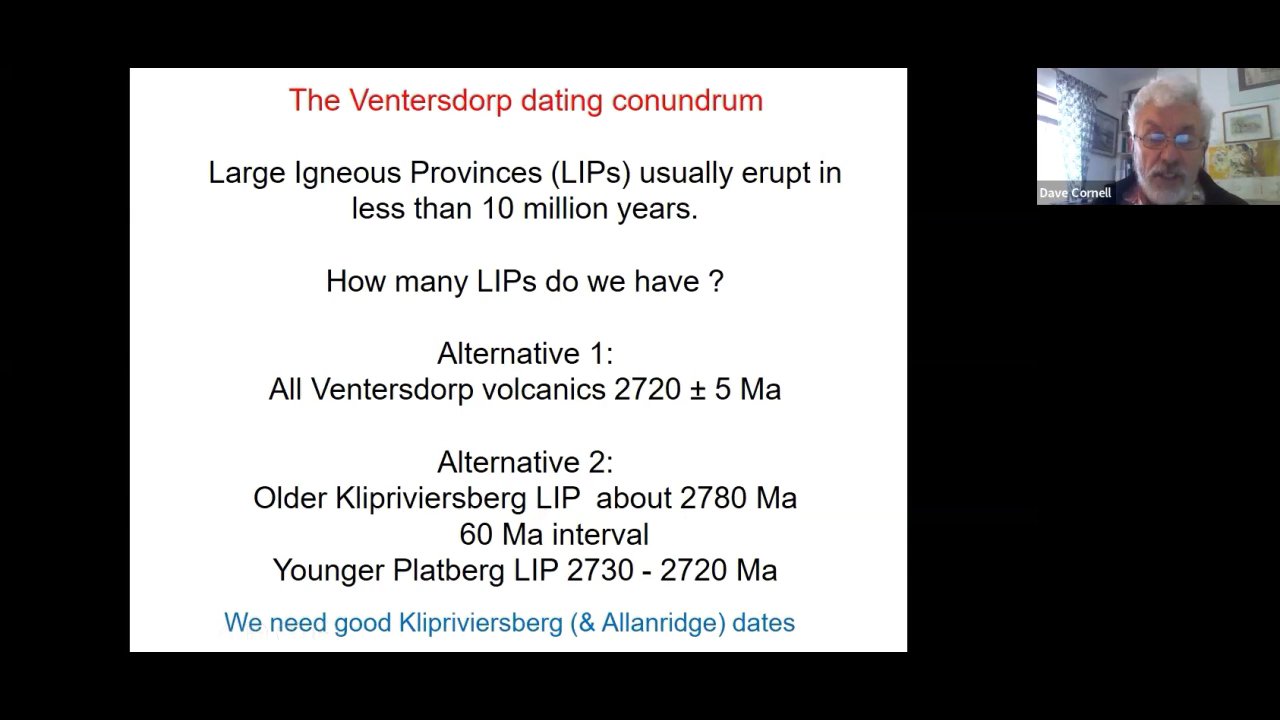 The Ventersdorp dating conundrum
Large Igneous Provinces (LIPs) usually erupt in
less than 10 million years.
How many LIPs do we have ?
Alternative 1:
All Ventersdorp volcanics 2720 ± 5 Ma
Alternative 2:
Older Klipriviersberg LIP  about 2780 Ma
60 Ma interval
Younger Platberg LIP 2730 - 2720 Ma
We need good Klipriviersberg (& Allanridge) dates
Dave Cornell